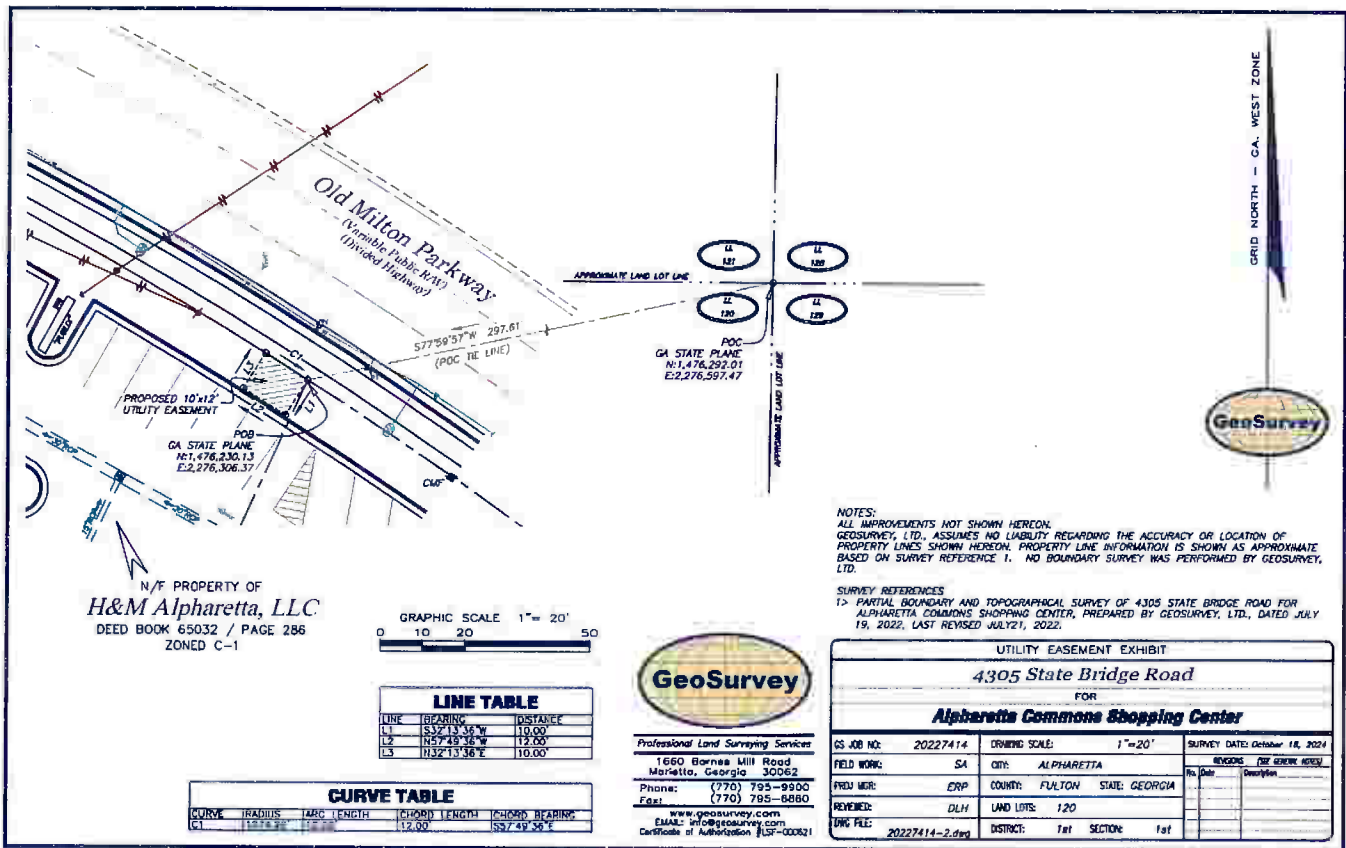 Old Milton Parkway
(Variable Public R/W)
(Divided Highway)
S77°59'57"W 297.61
(POC TIE LINE)
C1
L3
L2
L1
"PUBLIX"
PROPOSED 10'x12'
UTILITY EASEMENT
POB
GA STATE PLANE
N:1,476,230.13
E:2,276,306.37
CMF
N/F PROPERTY OF
H&M Alpharetta, LLC
DEED BOOK 65032 / PAGE 286
ZONED C-1
APPROXIMATE LAND LOT LINE
LL
121
LL
LL
120
LL
129
POC
GA STATE PLANE
N:1,476,292.01
E:2,276,597.47
APPROXIMATE LAND LOT LINE
GRID NORTH - GA. WEST ZONE
GeoSurvey
NOTES:
ALL IMPROVEMENTS NOT SHOWN HEREON.
GEOSURVEY, LTD., ASSUMES NO LIABILITY REGARDING THE ACCURACY OR LOCATION OF
PROPERTY LINES SHOWN HEREON. PROPERTY LINE INFORMATION IS SHOWN AS APPROXIMATE
BASED ON SURVEY REFERENCE 1. NO BOUNDARY SURVEY WAS PERFORMED BY GEOSURVEY,
LTD.
SURVEY REFERENCES
1> PARTIAL BOUNDARY AND TOPOGRAPHICAL SURVEY OF 4305 STATE BRIDGE ROAD FOR
ALPHARETTA COMMONS SHOPPING CENTER, PREPARED BY GEOSURVEY, LTD., DATED JULY
19, 2022, LAST REVISED JULY21, 2022.
GRAPHIC SCALE 1"= 20'
0 10 20 50
LINE TABLE
LINE BEARING DISTANCE
L1 S32°13'36"W 10.00'
L2 N57°49'36"W 12.00'
L3 N32°13'36"E 10.00'
CURVE TABLE
CURVE RADIUS ARC LENGTH CHORD LENGTH CHORD BEARING
C1 12.00' S57°49'36"E
GeoSurvey
Professional Land Surveying Services
1660 Barnes Mill Road
Marietta, Georgia 30062
Phone: (770) 795-9900
Fax: (770) 795-8880
www.geosurvey.com
EMAIL: info@geosurvey.com
Certificate of Authorization #LSF-000621
UTILITY EASEMENT EXHIBIT
4305 State Bridge Road
FOR
Alpharetta Commons Shopping Center
GS JOB NO: 20227414 DRAWING SCALE: 1"=20' SURVEY DATE: October 18, 2024
FIELD WORK: SA CITY: ALPHARETTA REVISIONS (SEE GENERAL NOTES)
No. Date Description
PROJ MGR: ERP COUNTY: FULTON STATE: GEORGIA
REVIEWED: DLH LAND LOTS: 120
DWG FILE: 20227414-2.dwg DISTRICT: 1st SECTION: 1st